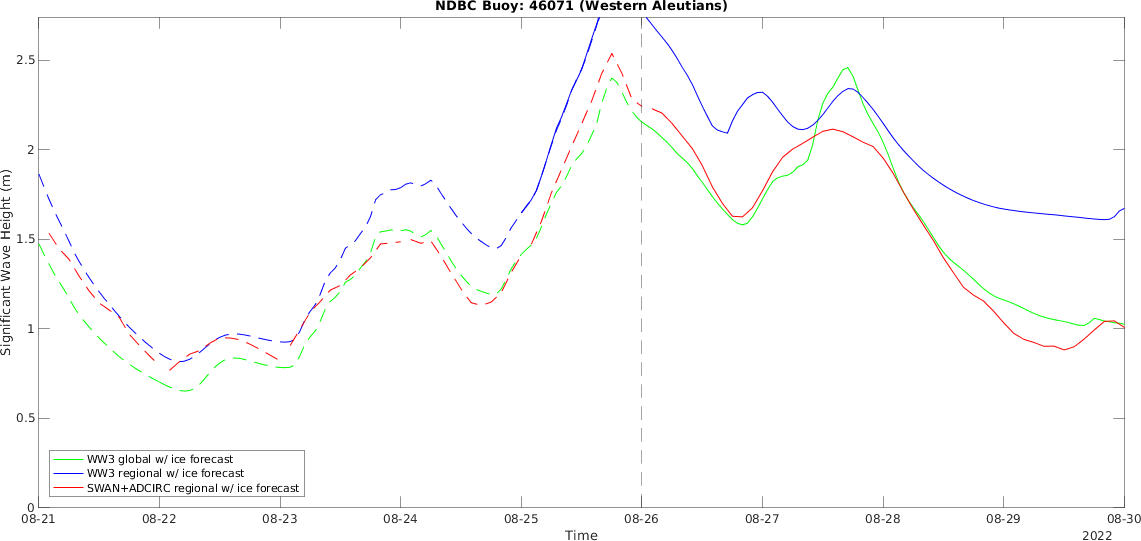 NDBC Buoy: 46071 (Western Aleutians)
2.5
2
1.5
1
0.5
0
Significant Wave Height (m)
WW3 global w/ ice forecast
WW3 regional w/ ice forecast
SWAN+ADCIRC regional w/ ice forecast
08-21 08-22 08-23 08-24 08-25 08-26 08-27 08-28 08-29 08-30
Time
2022